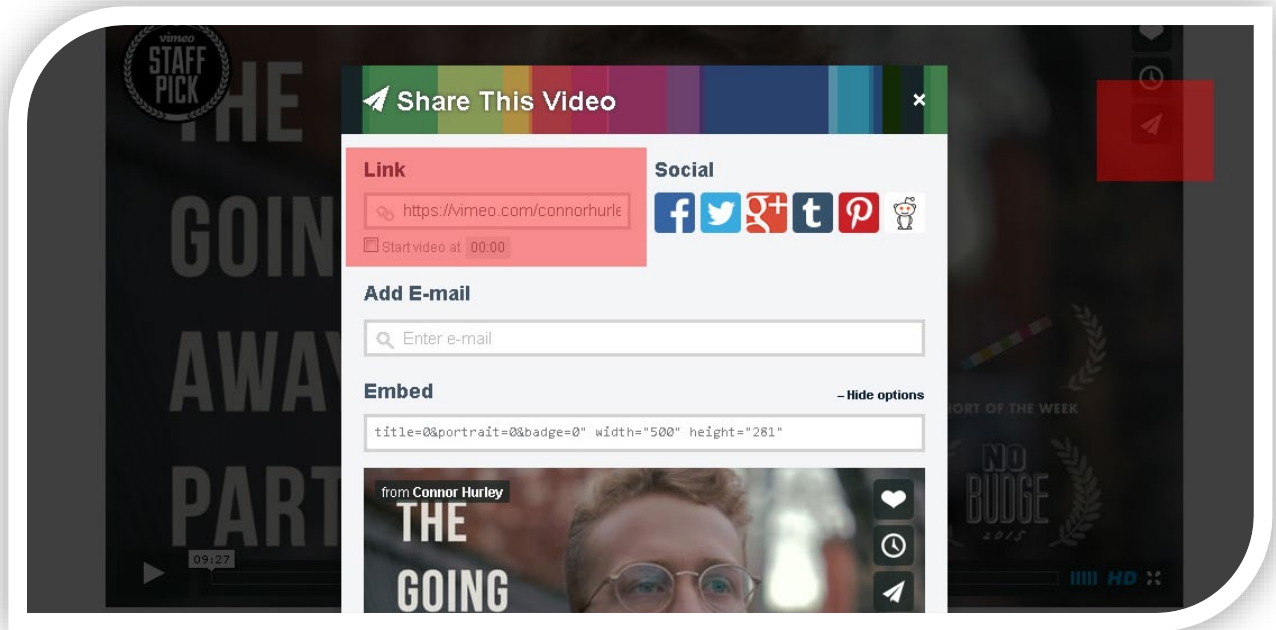 vimeo
STAFF
PICK
THE
GOIN
AWAY
PART
Share This Video
×
Link
https://vimeo.com/connorhurle
Start video at 00:00
Social
Add E-mail
Enter e-mail
Embed
– Hide options
title=0&portrait=0&badge=0" width="500" height="281"
from Connor Hurley
THE
GOING
ORT OF THE WEEK
NO
BUDGE
2015
09:27
HD